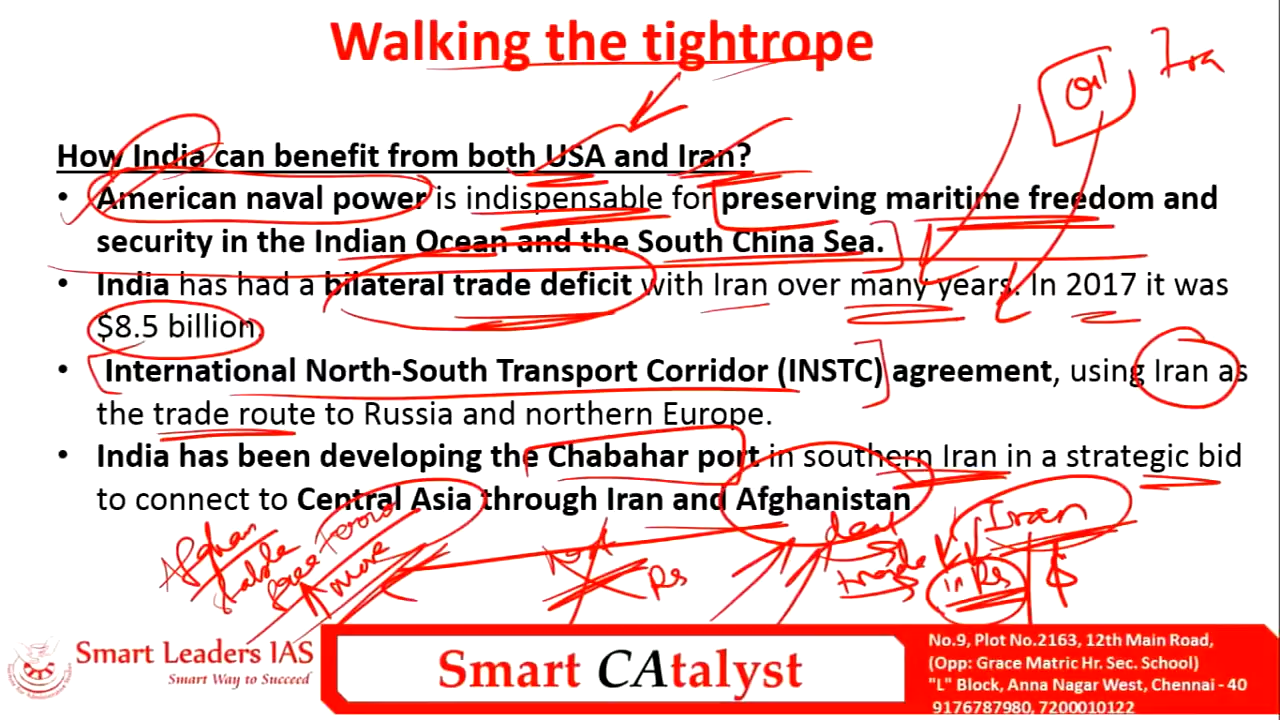 Walking the tightrope
Oil
How India can benefit from both USA and Iran?
• American naval power is indispensable for preserving maritime freedom and
security in the Indian Ocean and the South China Sea.
• India has had a bilateral trade deficit with Iran over many years. In 2017 it was
$8.5 billion.
• International North-South Transport Corridor (INSTC) agreement, using Iran as
the trade route to Russia and northern Europe.
• India has been developing the Chabahar port in southern Iran in a strategic bid
to connect to Central Asia through Iran and Afghanistan.
Afghan
more
Rs
trade
Iran
in Rs
$
Smart Leaders IAS
Smart Way to Succeed
Smart CAtalyst
No.9, Plot No.2163, 12th Main Road,
(Opp: Grace Matric Hr. Sec. School)
"L" Block, Anna Nagar West, Chennai - 40
9176787980, 7200010122